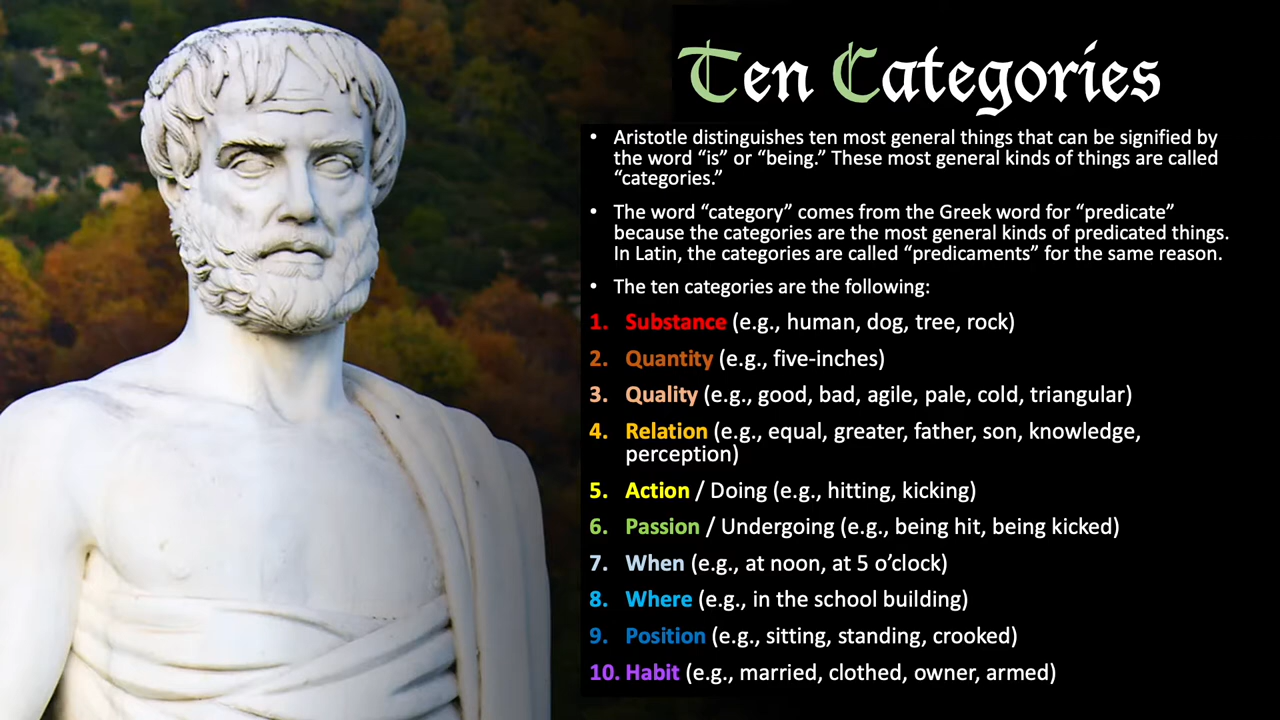 Ten Categories
• Aristotle distinguishes ten most general things that can be signified by
the word “is” or “being.” These most general kinds of things are called
“categories.”
• The word “category” comes from the Greek word for “predicate”
because the categories are the most general kinds of predicated things.
In Latin, the categories are called “predicaments” for the same reason.
• The ten categories are the following:
1. Substance (e.g., human, dog, tree, rock)
2. Quantity (e.g., five-inches)
3. Quality (e.g., good, bad, agile, pale, cold, triangular)
4. Relation (e.g., equal, greater, father, son, knowledge,
perception)
5. Action / Doing (e.g., hitting, kicking)
6. Passion / Undergoing (e.g., being hit, being kicked)
7. When (e.g., at noon, at 5 o’clock)
8. Where (e.g., in the school building)
9. Position (e.g., sitting, standing, crooked)
10. Habit (e.g., married, clothed, owner, armed)